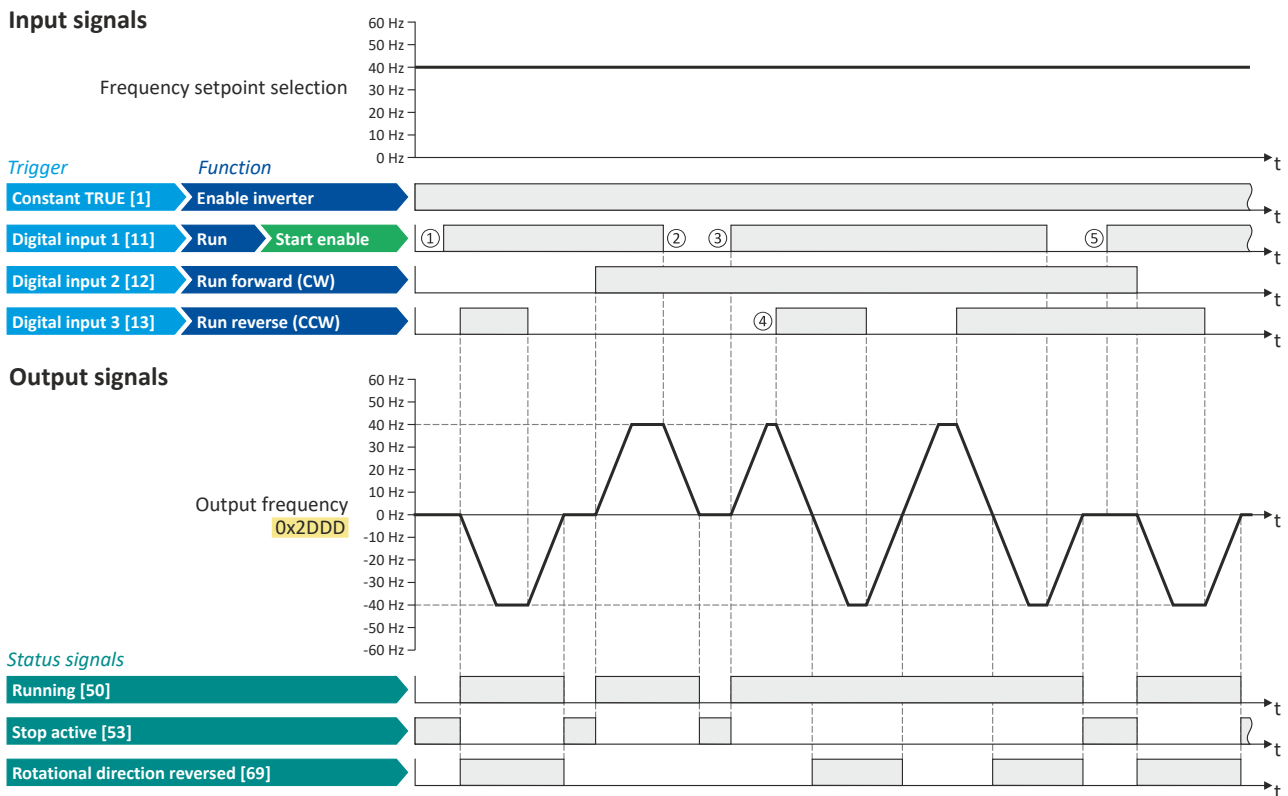 Input signals
60 Hz
50 Hz
40 Hz
Frequency setpoint selection
30 Hz
20 Hz
10 Hz
0 Hz
t
Trigger Function
Constant TRUE [1] Enable inverter
t
Digital input 1 [11] Run Start enable ① ② ③ ⑤
t
Digital input 2 [12] Run forward (CW)
t
Digital input 3 [13] Run reverse (CCW) ④
t
Output signals
60 Hz
50 Hz
40 Hz
30 Hz
20 Hz
10 Hz
Output frequency
0 Hz
t
0x2DDD
-10 Hz
-20 Hz
-30 Hz
-40 Hz
-50 Hz
-60 Hz
Status signals
Running [50]
t
Stop active [53]
t
Rotational direction reversed [69]
t